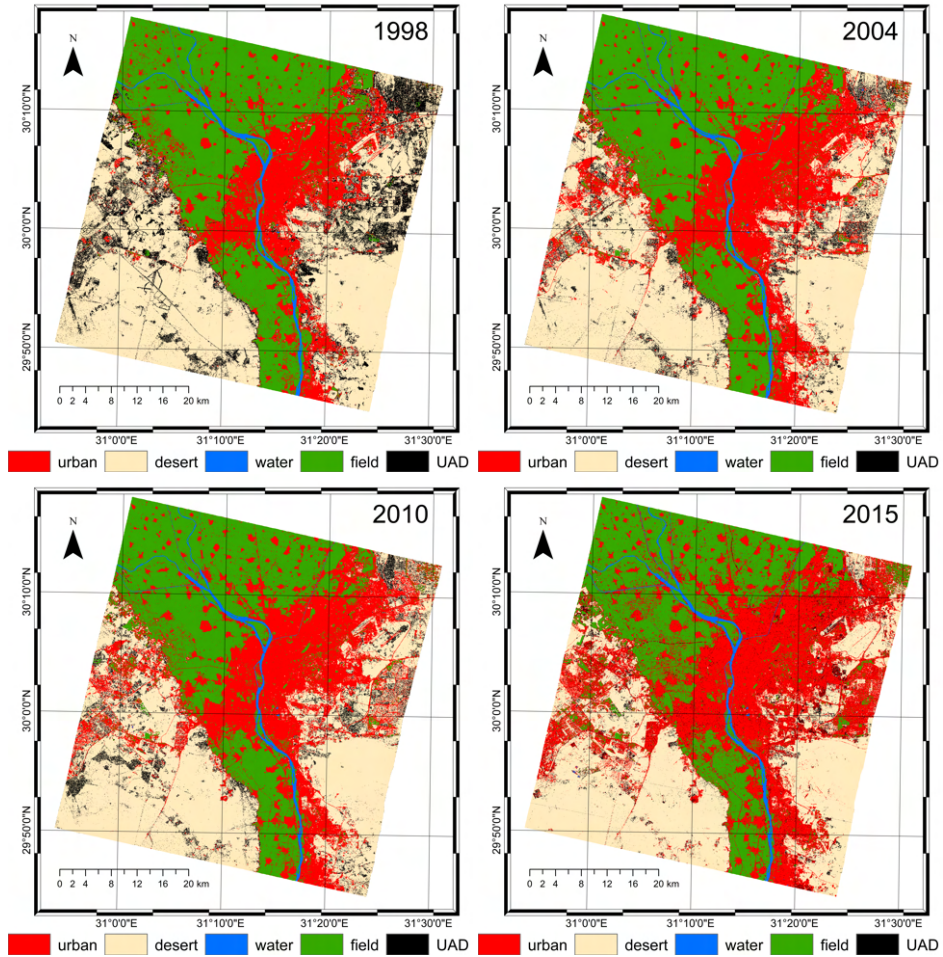 1998
N
30°10'0"N
30°0'0"N
29°50'0"N
0 2 4 6 8 12 16 20 km
31°0'0"E 31°10'0"E 31°20'0"E 31°30'0"E
urban desert water field UAD
2004
N
30°10'0"N
30°0'0"N
29°50'0"N
0 2 4 6 8 12 16 20 km
31°0'0"E 31°10'0"E 31°20'0"E 31°30'0"E
urban desert water field UAD
2010
N
30°10'0"N
30°0'0"N
29°50'0"N
0 2 4 6 8 12 16 20 km
31°0'0"E 31°10'0"E 31°20'0"E 31°30'0"E
urban desert water field UAD
2015
N
30°10'0"N
30°0'0"N
29°50'0"N
0 2 4 6 8 12 16 20 km
31°0'0"E 31°10'0"E 31°20'0"E 31°30'0"E
urban desert water field UAD